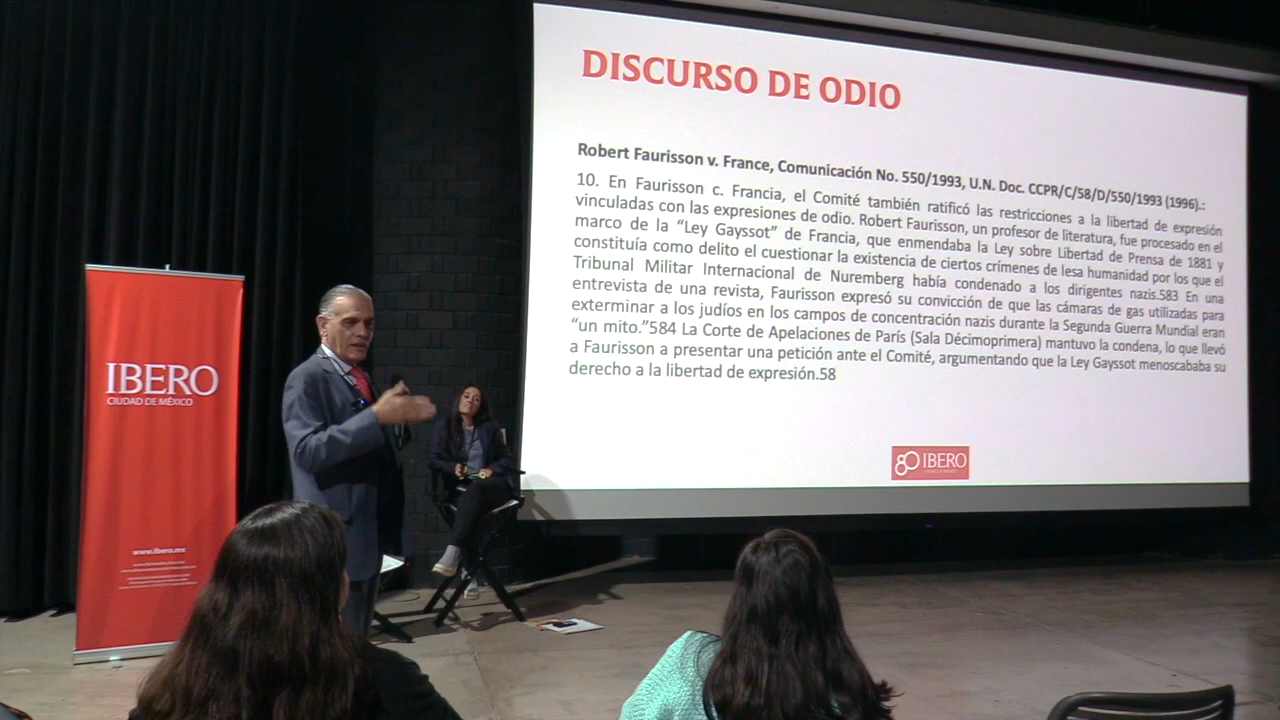 DISCURSO DE ODIO
Robert Faurisson v. France, Comunicación No. 550/1993, U.N. Doc. CCPR/C/58/D/550/1993 (1996).:
10. En Faurisson c. Francia, el Comité también ratificó las restricciones a la libertad de expresión
vinculadas con las expresiones de odio. Robert Faurisson, un profesor de literatura, fue procesado en el
marco de la “Ley Gayssot” de Francia, que enmendaba la Ley sobre Libertad de Prensa de 1881 y
constituía como delito el cuestionar la existencia de ciertos crímenes de lesa humanidad por los que el
Tribunal Militar Internacional de Nuremberg había condenado a los dirigentes nazis.583 En una
entrevista de una revista, Faurisson expresó su convicción de que las cámaras de gas utilizadas para
exterminar a los judíos en los campos de concentración nazis durante la Segunda Guerra Mundial eran
“un mito.”584 La Corte de Apelaciones de París (Sala Décimoprimera) mantuvo la condena, lo que llevó
a Faurisson a presentar una petición ante el Comité, argumentando que la Ley Gayssot menoscababa su
derecho a la libertad de expresión.58
80 IBERO
IBERO
CIUDAD DE MÉXICO
www.ibero.mx